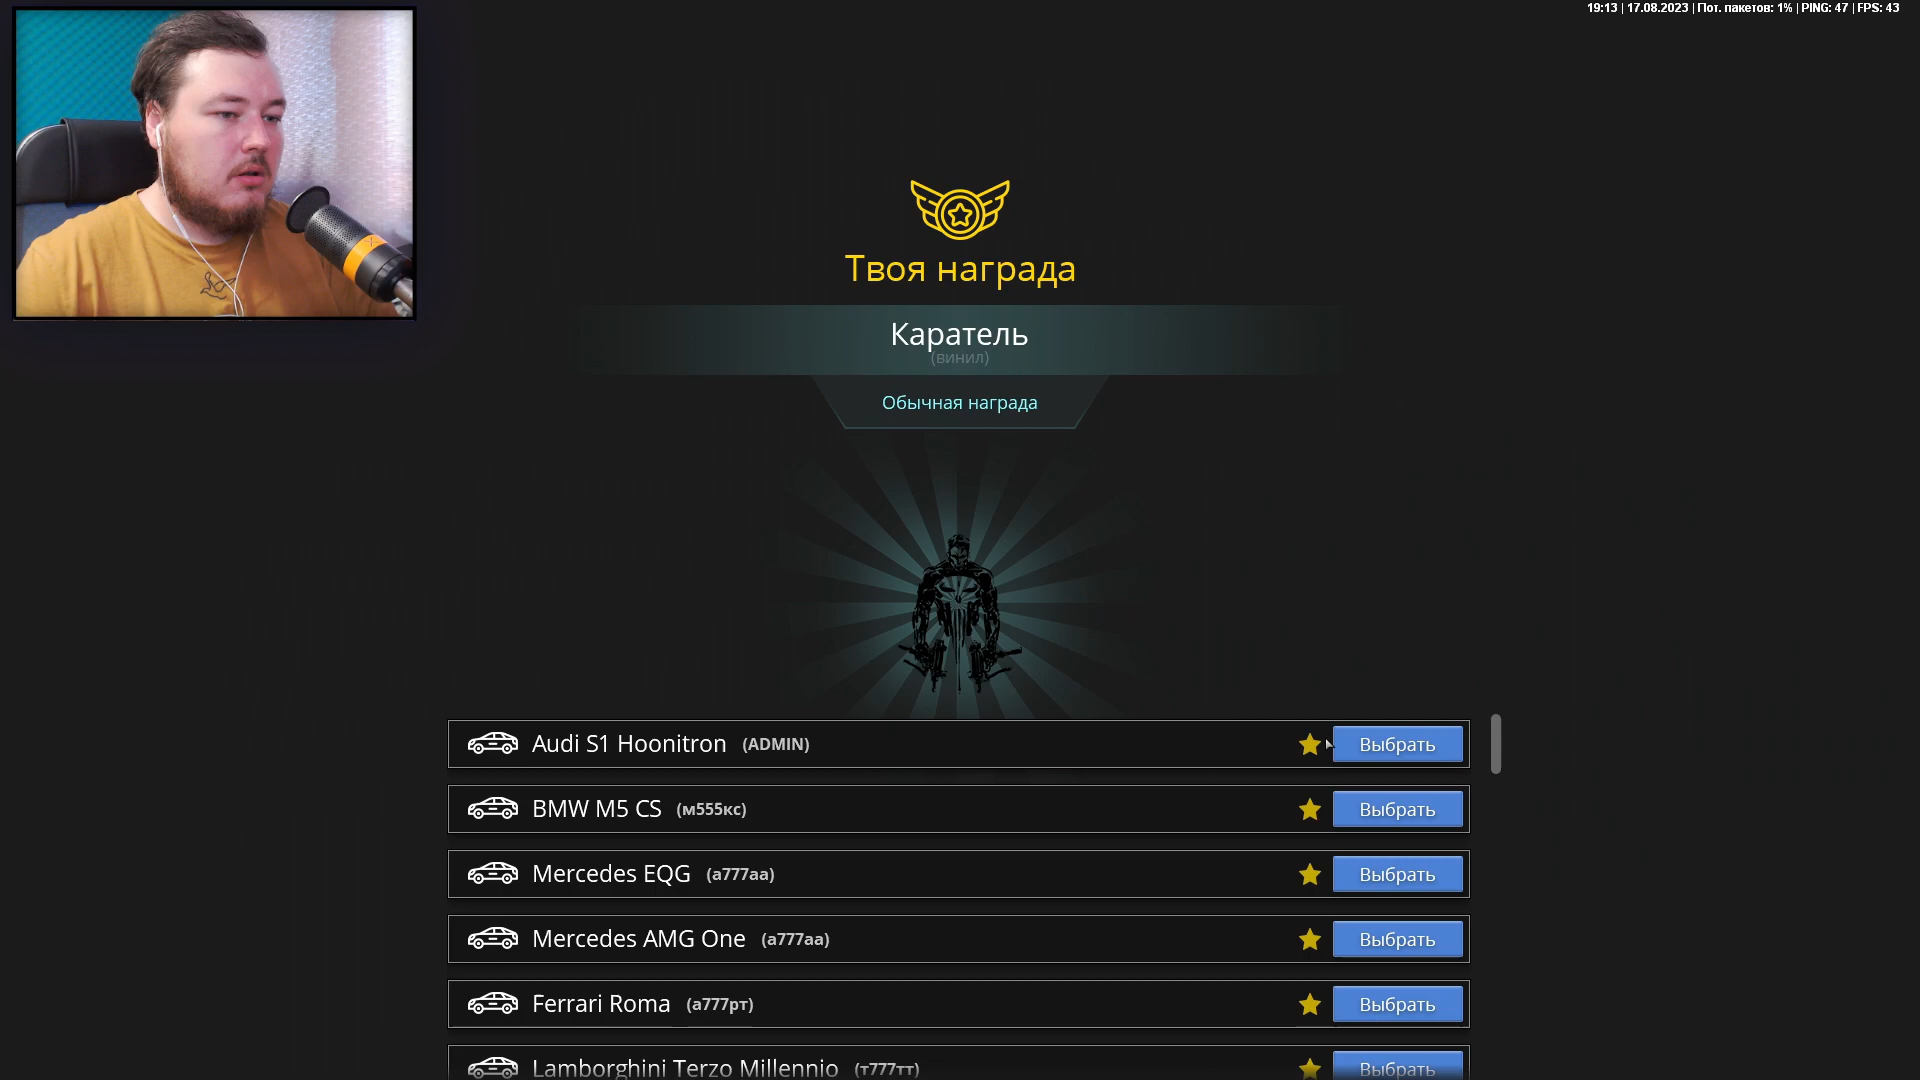 19:13 | 17.08.2023 | Пот. пакетов: 1% | PING: 47 | FPS: 43
Твоя награда
Каратель
(винил)
Обычная награда
Audi S1 Hoonitron (ADMIN) Выбрать
BMW M5 CS (м555кс) Выбрать
Mercedes EQG (а777аа) Выбрать
Mercedes AMG One (а777аа) Выбрать
Ferrari Roma (а777рт) Выбрать
Lamborghini Terzo Millennio (т777тт) Выбрать